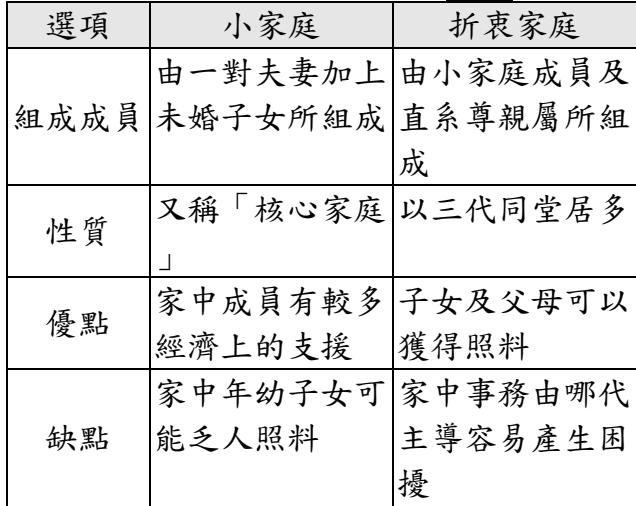 選項 小家庭 折衷家庭
組成成員
由一對夫妻加上
未婚子女所組成
由小家庭成員及
直系尊親屬所組
成
性質
又稱「核心家庭
」
以三代同堂居多
優點
家中成員有較多
經濟上的支援
子女及父母可以
獲得照料
缺點
家中年幼子女可
能乏人照料
家中事務由哪代
主導容易產生困
擾